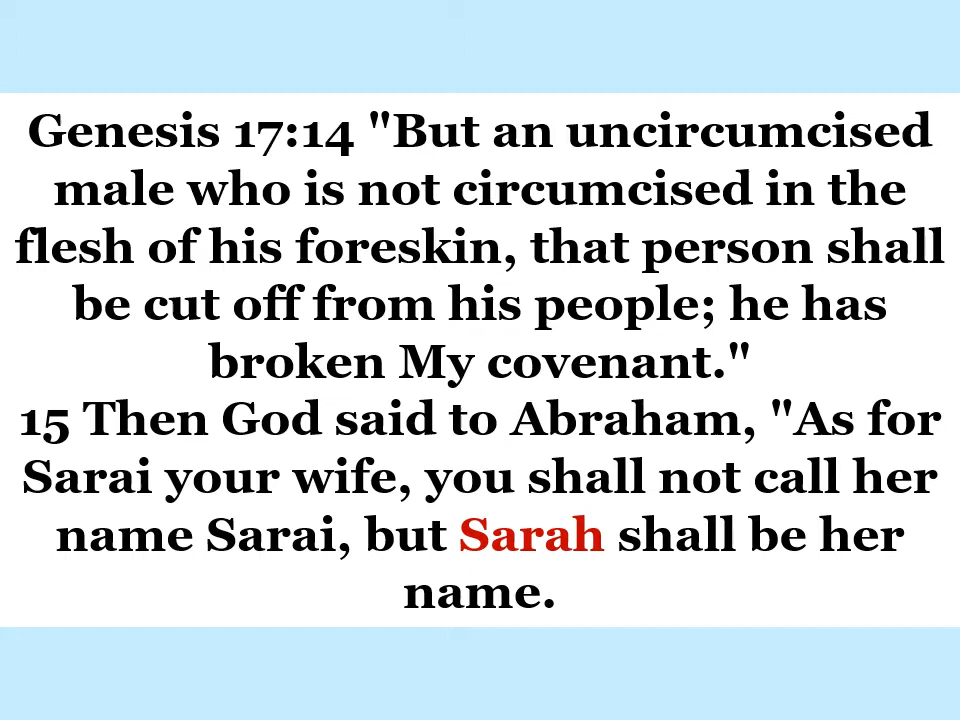 Genesis 17:14 "But an uncircumcised
male who is not circumcised in the
flesh of his foreskin, that person shall
be cut off from his people; he has
broken My covenant."
15 Then God said to Abraham, "As for
Sarai your wife, you shall not call her
name Sarai, but Sarah shall be her
name.